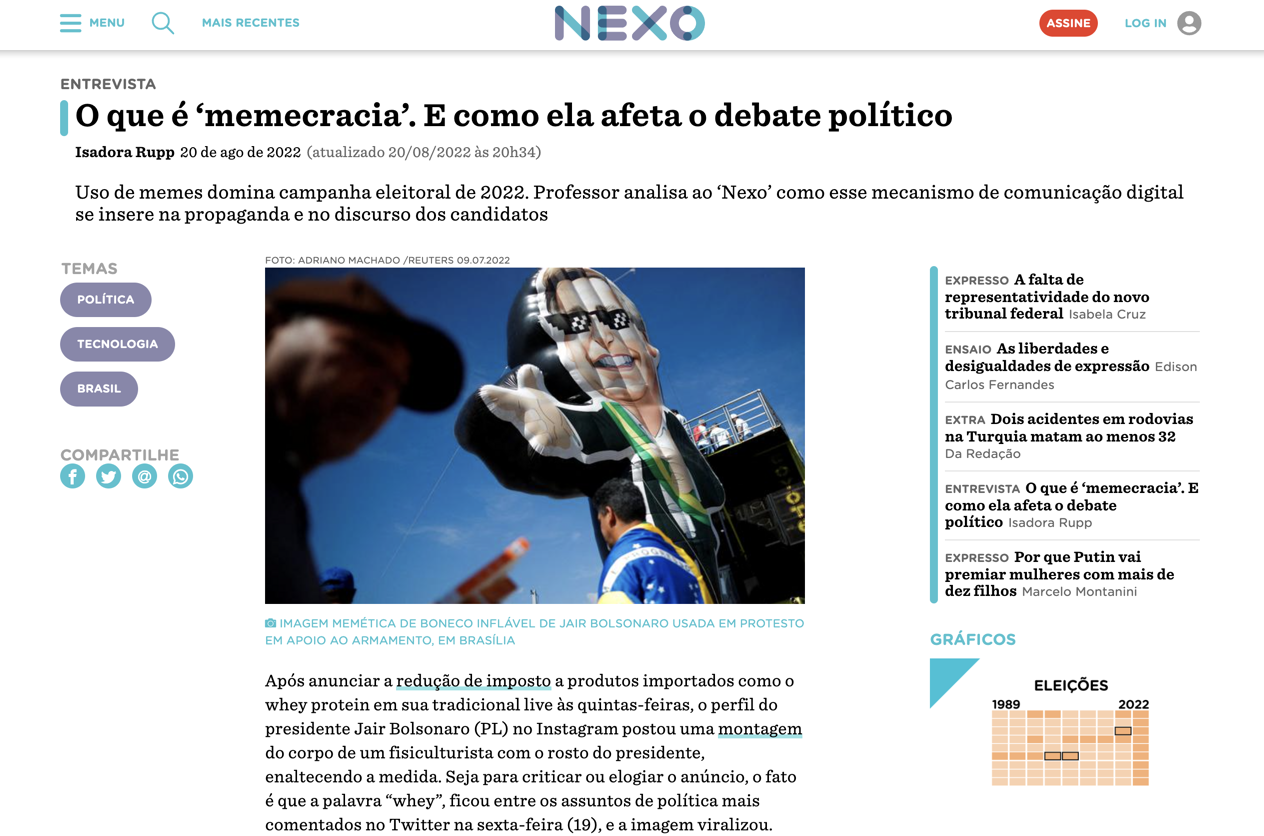 MENU
MAIS RECENTES
NEXO
ASSINE
LOG IN
ENTREVISTA
O que é ‘memecracia’. E como ela afeta o debate político
Isadora Rupp 20 de ago de 2022 (atualizado 20/08/2022 às 20h34)
Uso de memes domina campanha eleitoral de 2022. Professor analisa ao ‘Nexo’ como esse mecanismo de comunicação digital
se insere na propaganda e no discurso dos candidatos
TEMAS
POLÍTICA
TECNOLOGIA
BRASIL
COMPARTILHE
FOTO: ADRIANO MACHADO /REUTERS 09.07.2022
IMAGEM MEMÉTICA DE BONECO INFLÁVEL DE JAIR BOLSONARO USADA EM PROTESTO
EM APOIO AO ARMAMENTO, EM BRASÍLIA
Após anunciar a redução de imposto a produtos importados como o
whey protein em sua tradicional live às quintas-feiras, o perfil do
presidente Jair Bolsonaro (PL) no Instagram postou uma montagem
do corpo de um fisiculturista com o rosto do presidente,
enaltecendo a medida. Seja para criticar ou elogiar o anúncio, o fato
é que a palavra “whey”, ficou entre os assuntos de política mais
comentados no Twitter na sexta-feira (19), e a imagem viralizou.
EXPRESSO A falta de
representatividade do novo
tribunal federal Isabela Cruz
ENSAIO As liberdades e
desigualdades de expressão Edison
Carlos Fernandes
EXTRA Dois acidentes em rodovias
na Turquia matam ao menos 32
Da Redação
ENTREVISTA O que é ‘memecracia’. E
como ela afeta o debate
político Isadora Rupp
EXPRESSO Por que Putin vai
premiar mulheres com mais de
dez filhos Marcelo Montanini
GRÁFICOS
ELEIÇÕES
1989 2022